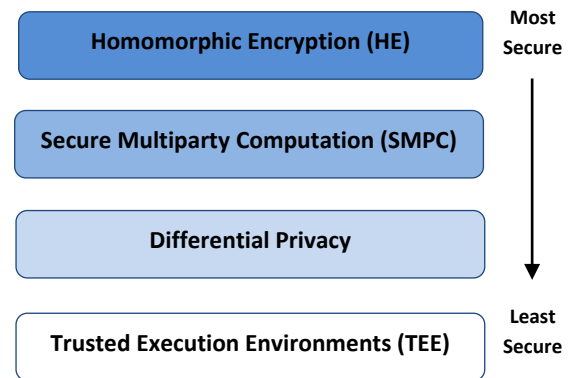 Homomorphic Encryption (HE)
Most
Secure
Secure Multiparty Computation (SMPC)
Differential Privacy
Trusted Execution Environments (TEE)
Least
Secure